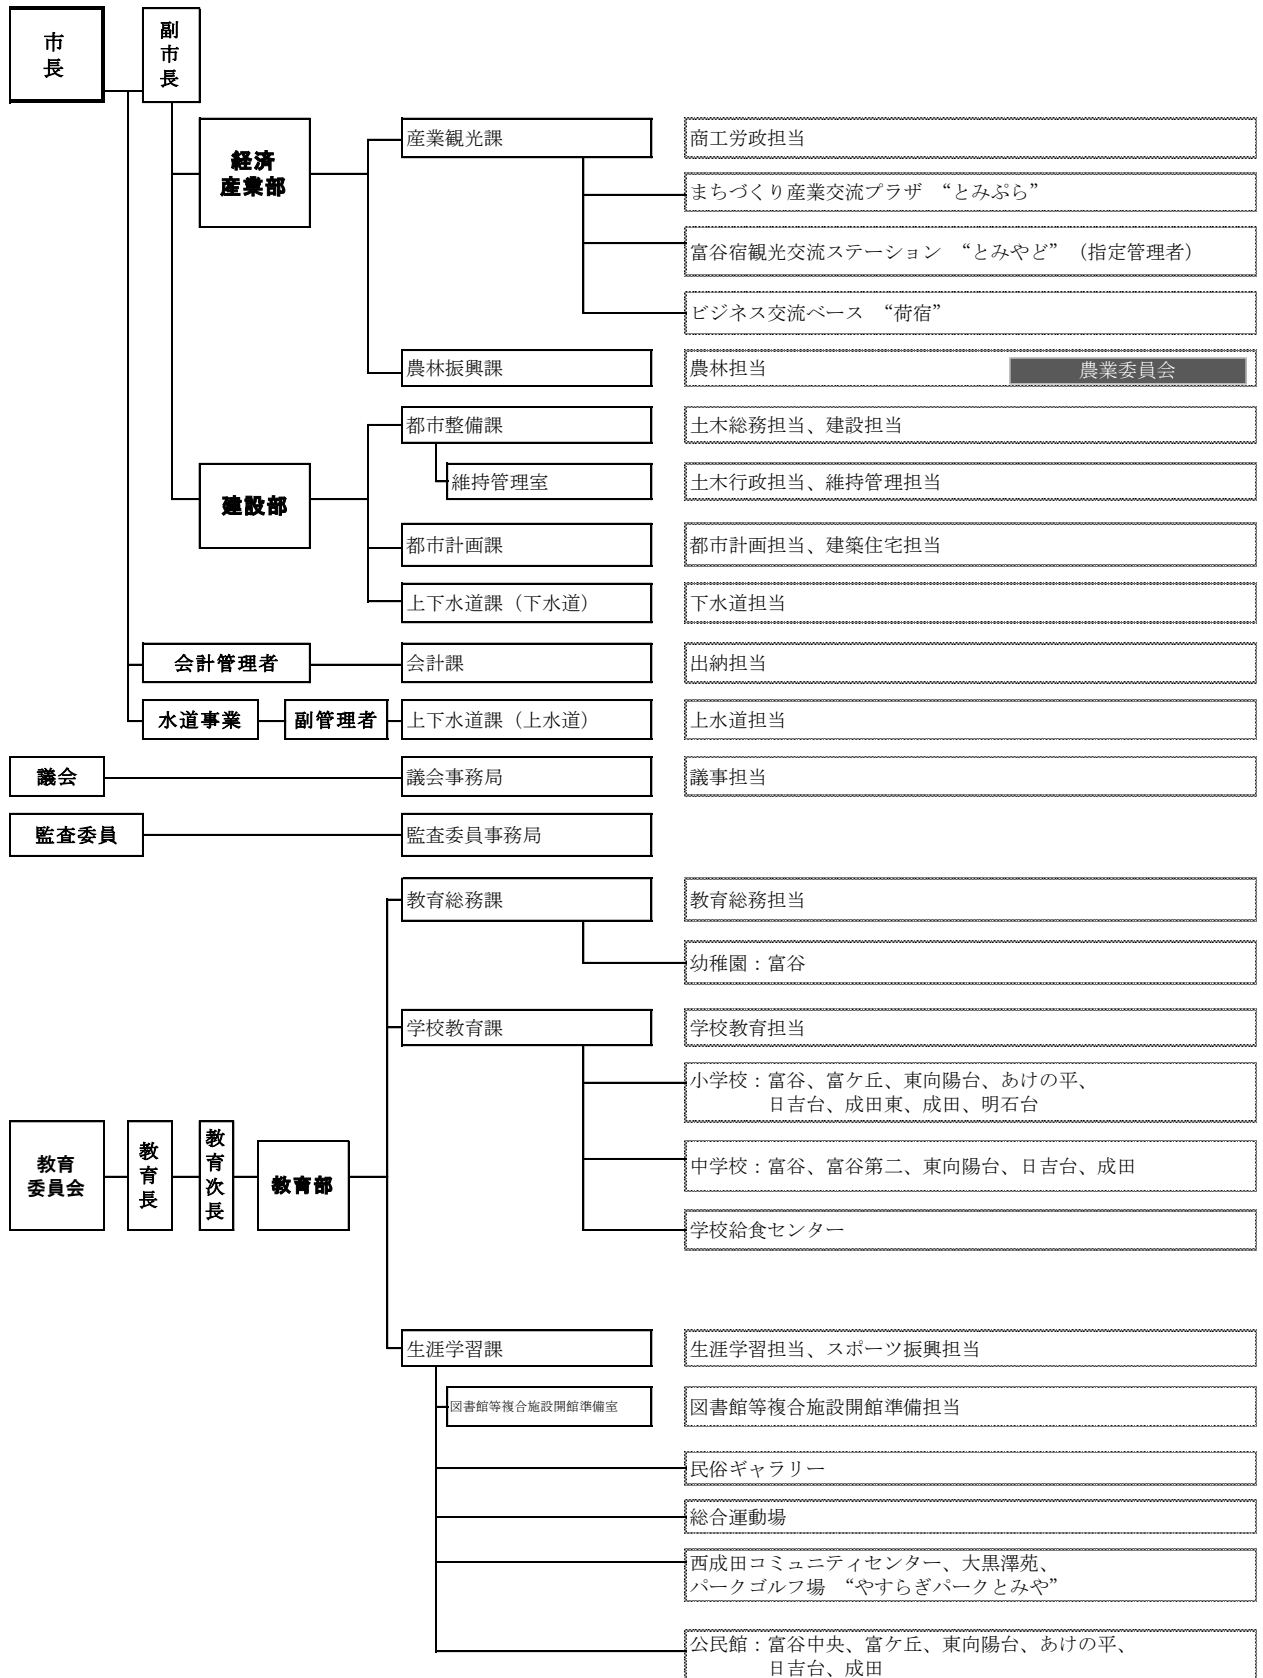 市
長
副
市
長
経済
産業部
産業観光課
商工労政担当
まちづくり産業交流プラザ　“とみぷら”
富谷宿観光交流ステーション　“とみやど”（指定管理者）
ビジネス交流ベース　“荷宿”
農林振興課
農林担当
農業委員会
建設部
都市整備課
土木総務担当、建設担当
維持管理室
土木行政担当、維持管理担当
都市計画課
都市計画担当、建築住宅担当
上下水道課（下水道）
下水道担当
会計管理者
会計課
出納担当
水道事業
副管理者
上下水道課（上水道）
上水道担当
議会
議会事務局
議事担当
監査委員
監査委員事務局
教育
委員会
教
育
長
教
育
次
長
教育部
教育総務課
教育総務担当
幼稚園：富谷
学校教育課
学校教育担当
小学校：富谷、富ケ丘、東向陽台、あけの平、
日吉台、成田東、成田、明石台
中学校：富谷、富谷第二、東向陽台、日吉台、成田
学校給食センター
生涯学習課
生涯学習担当、スポーツ振興担当
図書館等複合施設開館準備室
図書館等複合施設開館準備担当
民俗ギャラリー
総合運動場
西成田コミュニティセンター、大黒澤苑、
パークゴルフ場　“やすらぎパークとみや”
公民館：富谷中央、富ケ丘、東向陽台、あけの平、
日吉台、成田